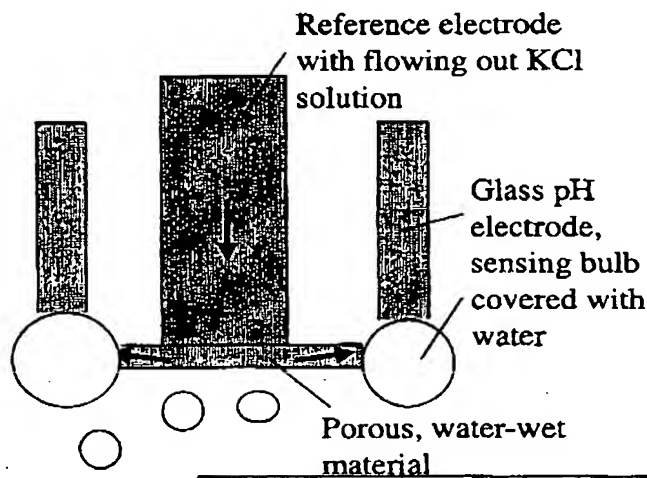 Reference electrode
with flowing out KCl
solution
Glass pH
electrode,
sensing bulb
covered with
water
Porous, water-wet
material